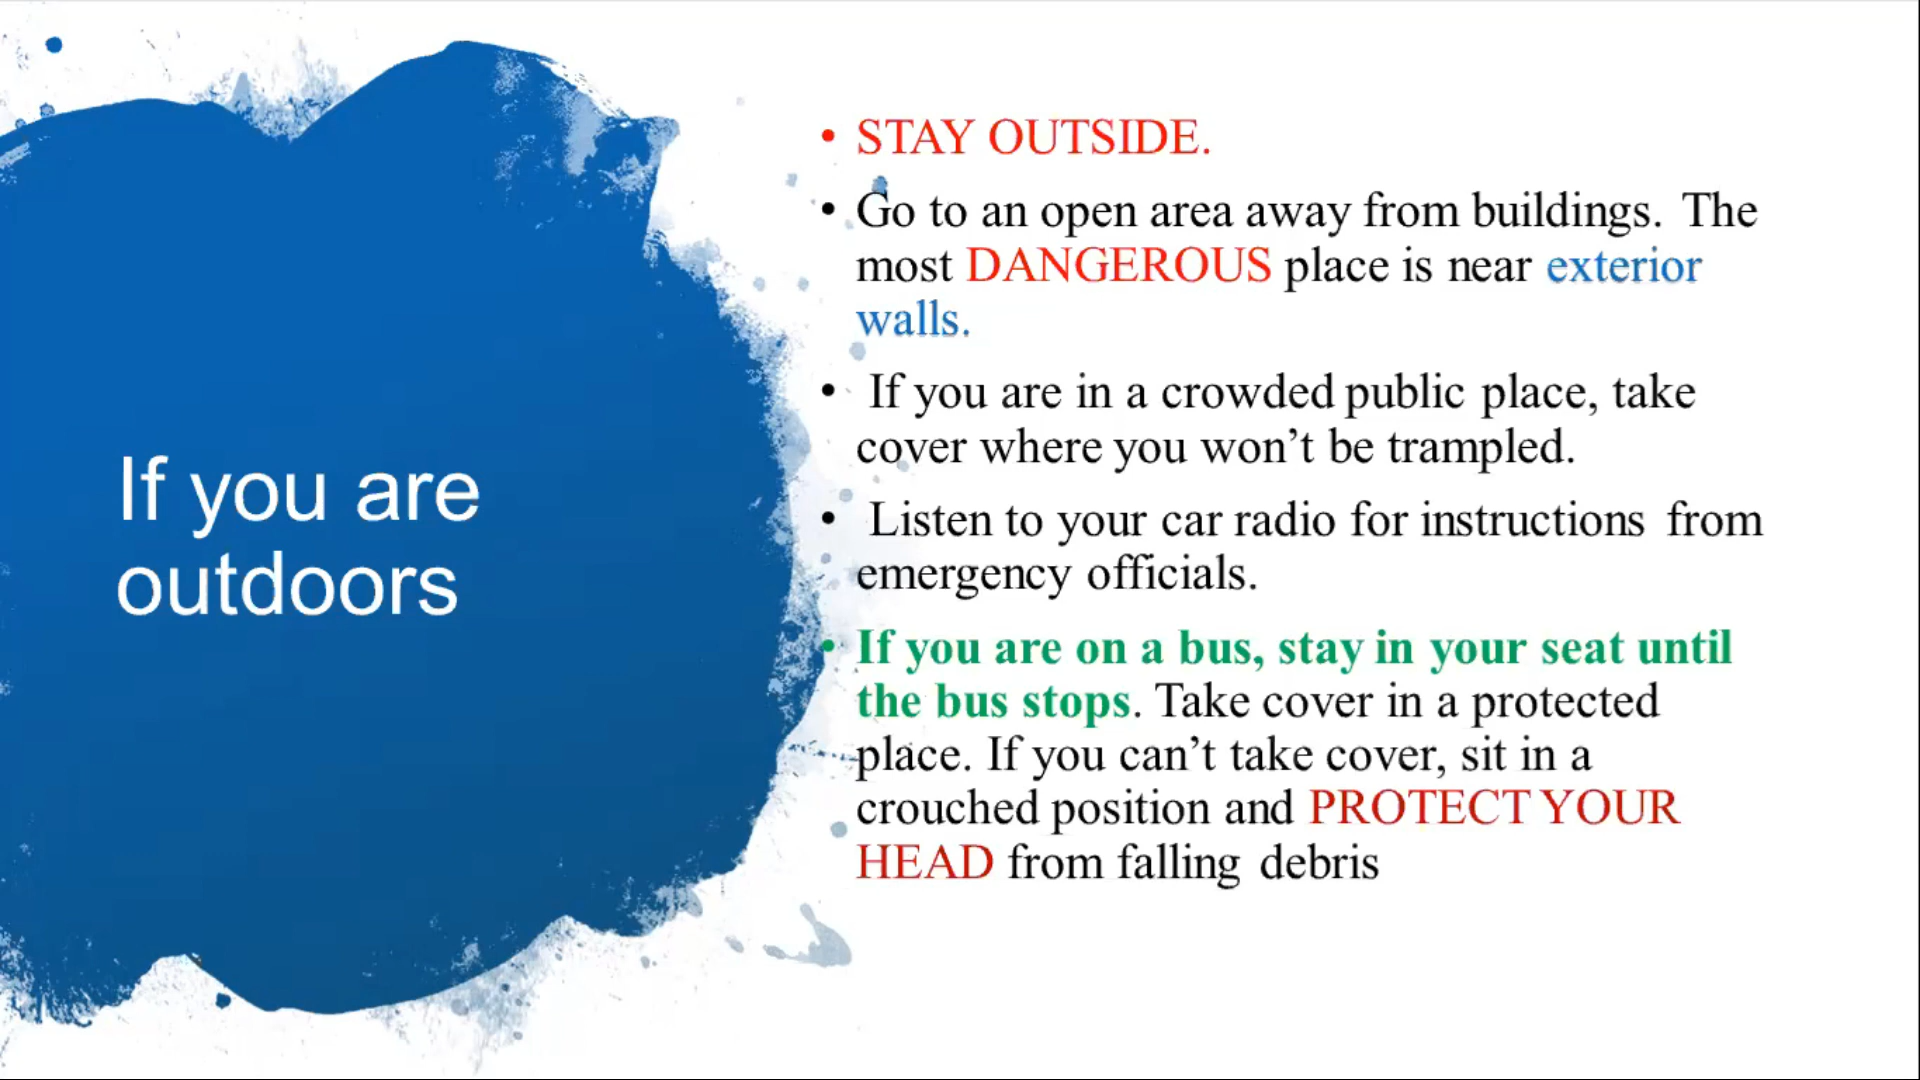 If you are
outdoors
• STAY OUTSIDE.
• Go to an open area away from buildings. The
most DANGEROUS place is near exterior
walls.
• If you are in a crowded public place, take
cover where you won’t be trampled.
• Listen to your car radio for instructions from
emergency officials.
• If you are on a bus, stay in your seat until
the bus stops. Take cover in a protected
place. If you can’t take cover, sit in a
crouched position and PROTECT YOUR
HEAD from falling debris